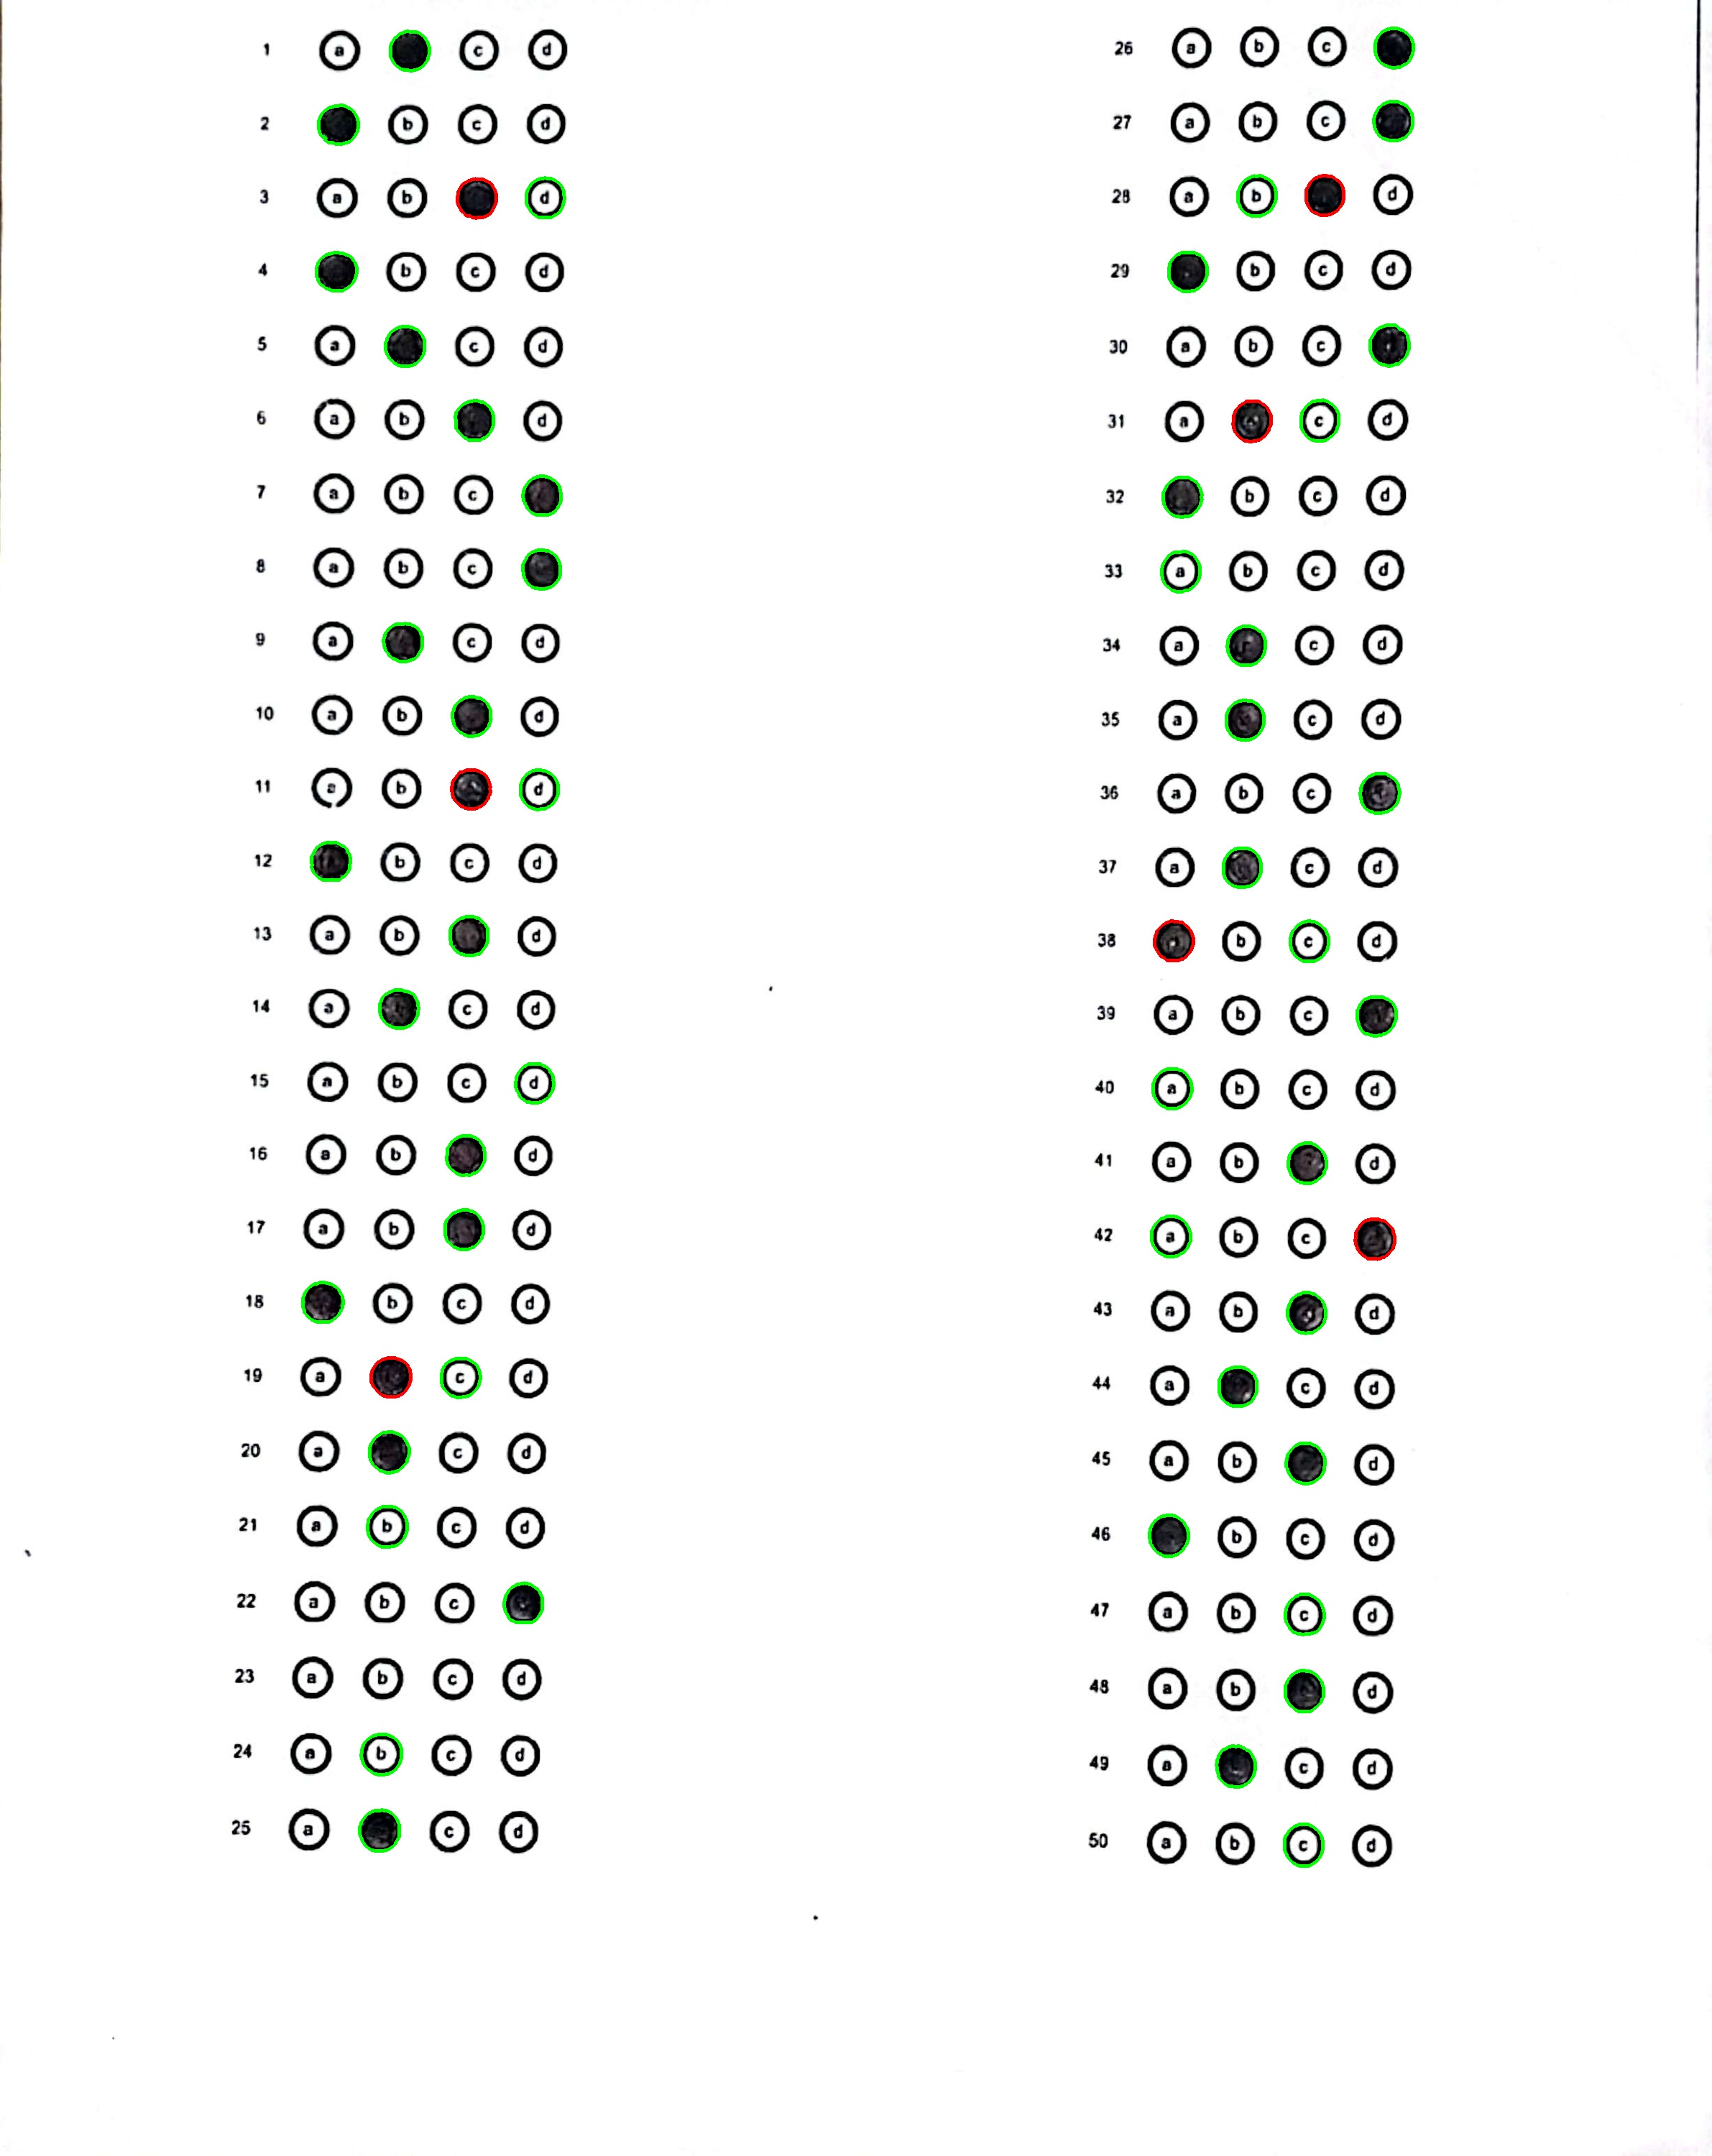 1 a c d
2 b c d
3 a b d
4 b c d
5 a c d
6 a b d
7 a b c
8 a b c
9 a c d
10 a b d
11 a b d
12 b c d
13 a b d
14 a c d
15 a b c d
16 a b d
17 a b d
18 b c d
19 a c d
20 a c d
21 a b c d
22 a b c
23 a b c d
24 a b c d
25 a c d
26 a b c
27 a b c
28 a b d
29 b c d
30 a b c
31 a c d
32 b c d
33 a b c d
34 a c d
35 a c d
36 a b c
37 a c d
38 b c d
39 a b c
40 a b c d
41 a b d
42 a b c
43 a b d
44 a c d
45 a b d
46 b c d
47 a b c d
48 a b d
49 a c d
50 a b c d